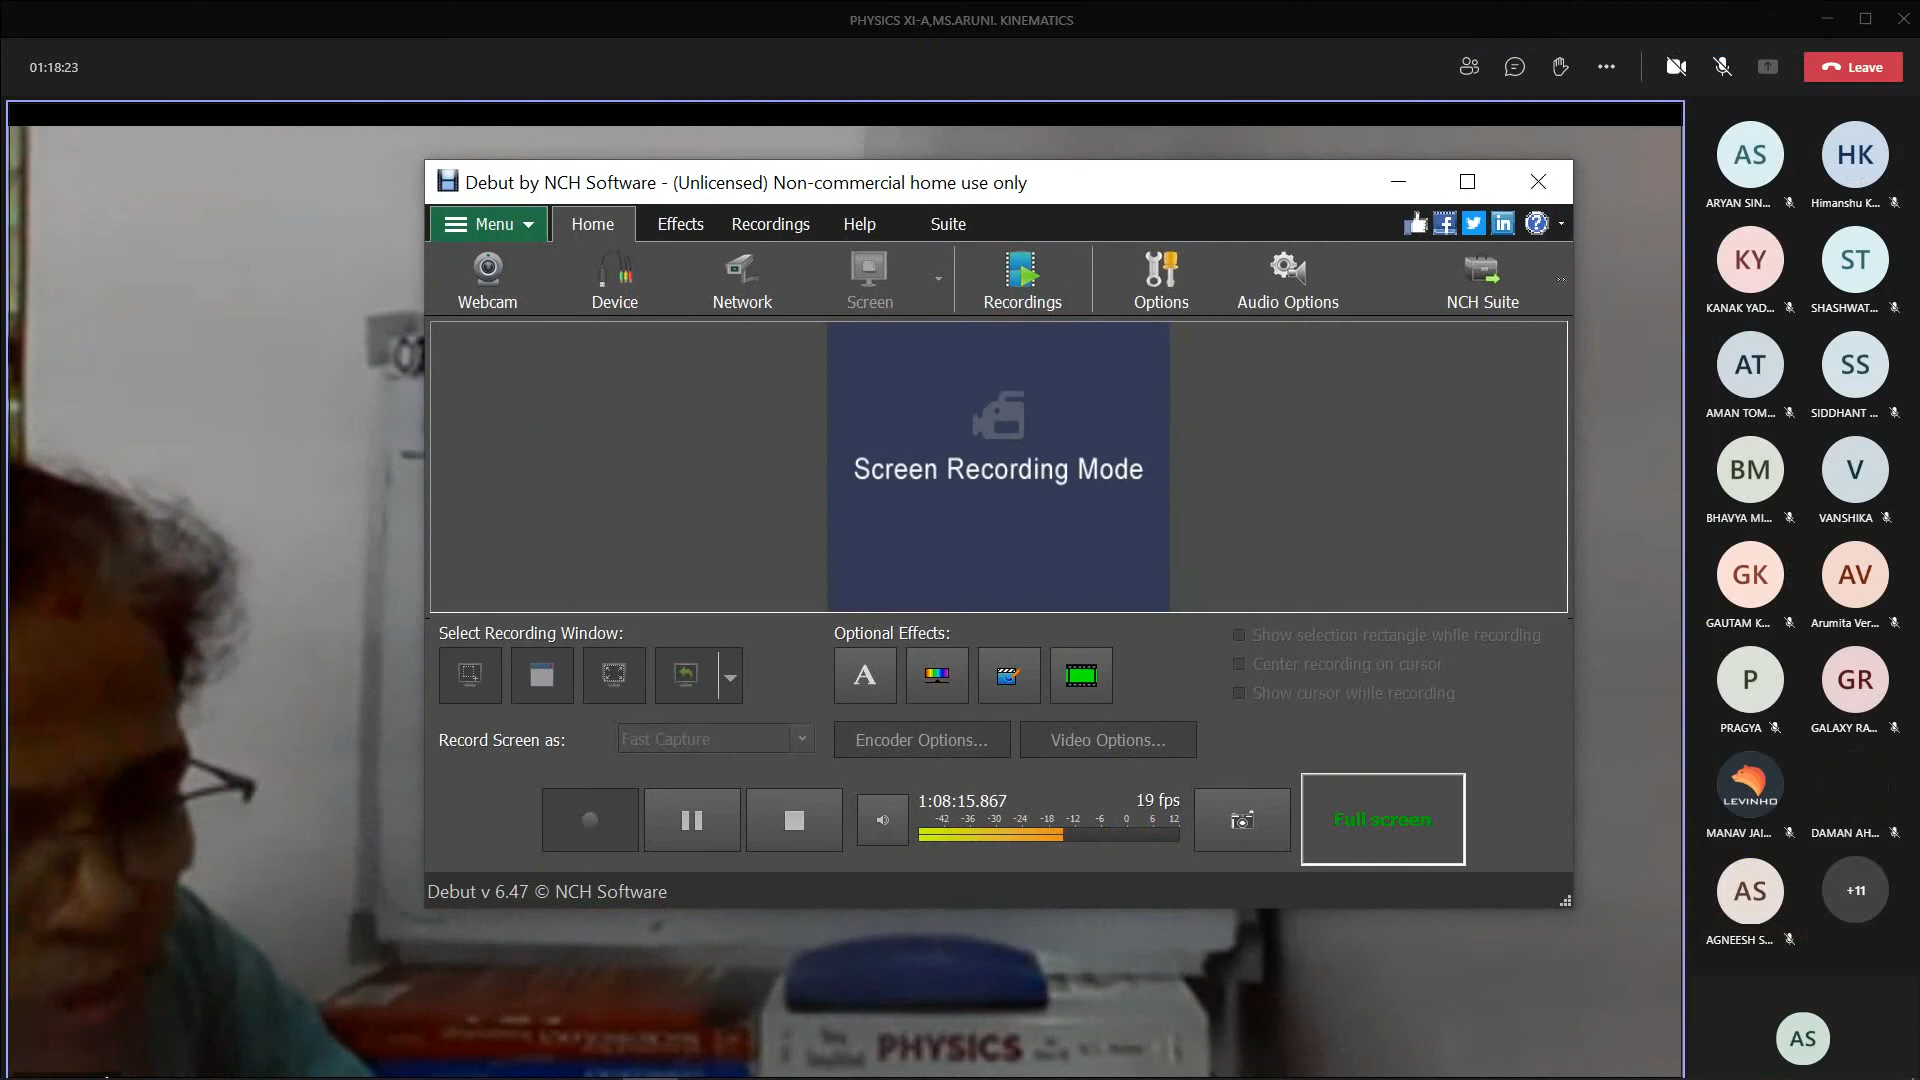 PHYSICS XI-A,MS.ARUNI. KINEMATICS
01:18:23
Leave
Debut by NCH Software - (Unlicensed) Non-commercial home use only
Menu Home Effects Recordings Help Suite
Webcam Device Network Screen Recordings Options Audio Options NCH Suite
Screen Recording Mode
Select Recording Window:
Optional Effects:
A
Show selection rectangle while recording
Center recording on cursor
Show cursor while recording
Record Screen as: Fast Capture
Encoder Options... Video Options...
1:08:15.867 19 fps
-42 -36 -30 -24 -18 -12 -6 0 6 12
Full screen
Debut v 6.47 © NCH Software
PHYSICS
AS HK
ARYAN SIN... Himanshu K...
KY ST
KANAK YAD... SHASHWAT...
AT SS
AMAN TOM... SIDDHANT ...
BM V
BHAVYA MI... VANSHIKA
GK AV
GAUTAM K... Arumita Ver...
P GR
PRAGYA GALAXY RA...
LEVINHO
MANAV JAI... DAMAN AH...
AS +11
AGNEESH S...
AS